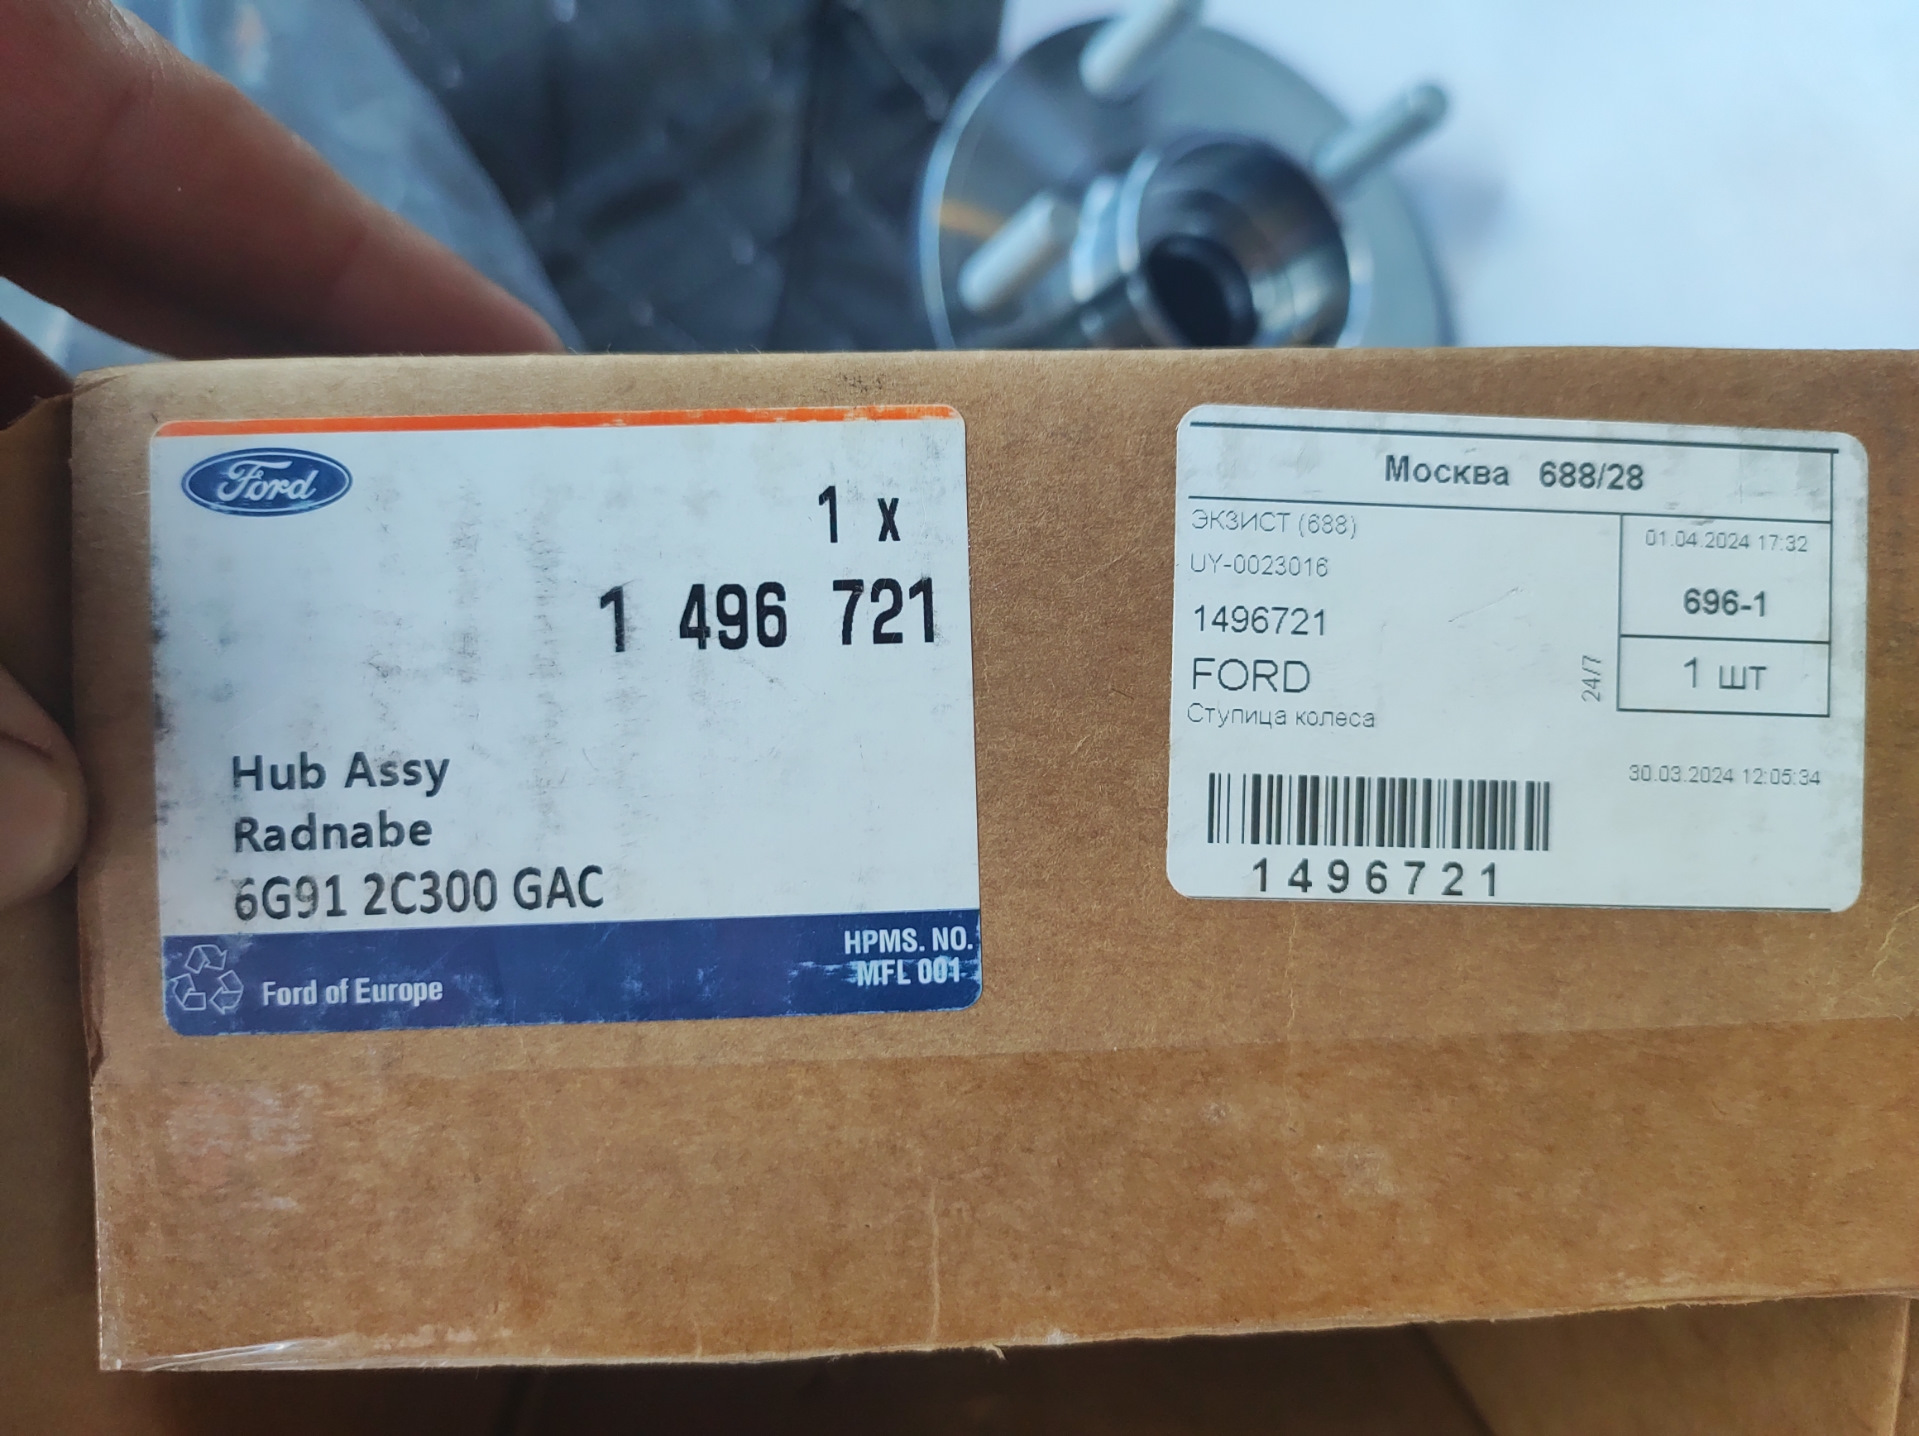 Ford
1 x
1 496 721
Hub Assy
Radnabe
6G91 2C300 GAC
HPMS. NO.
MFL 001
Ford of Europe
Москва 688/28
ЭКЗИСТ (688)
01.04.2024 17:32
UY-0023016
696-1
1496721
FORD
24/7
1 шт
Ступица колеса
30.03.2024 12:05:34
1496721